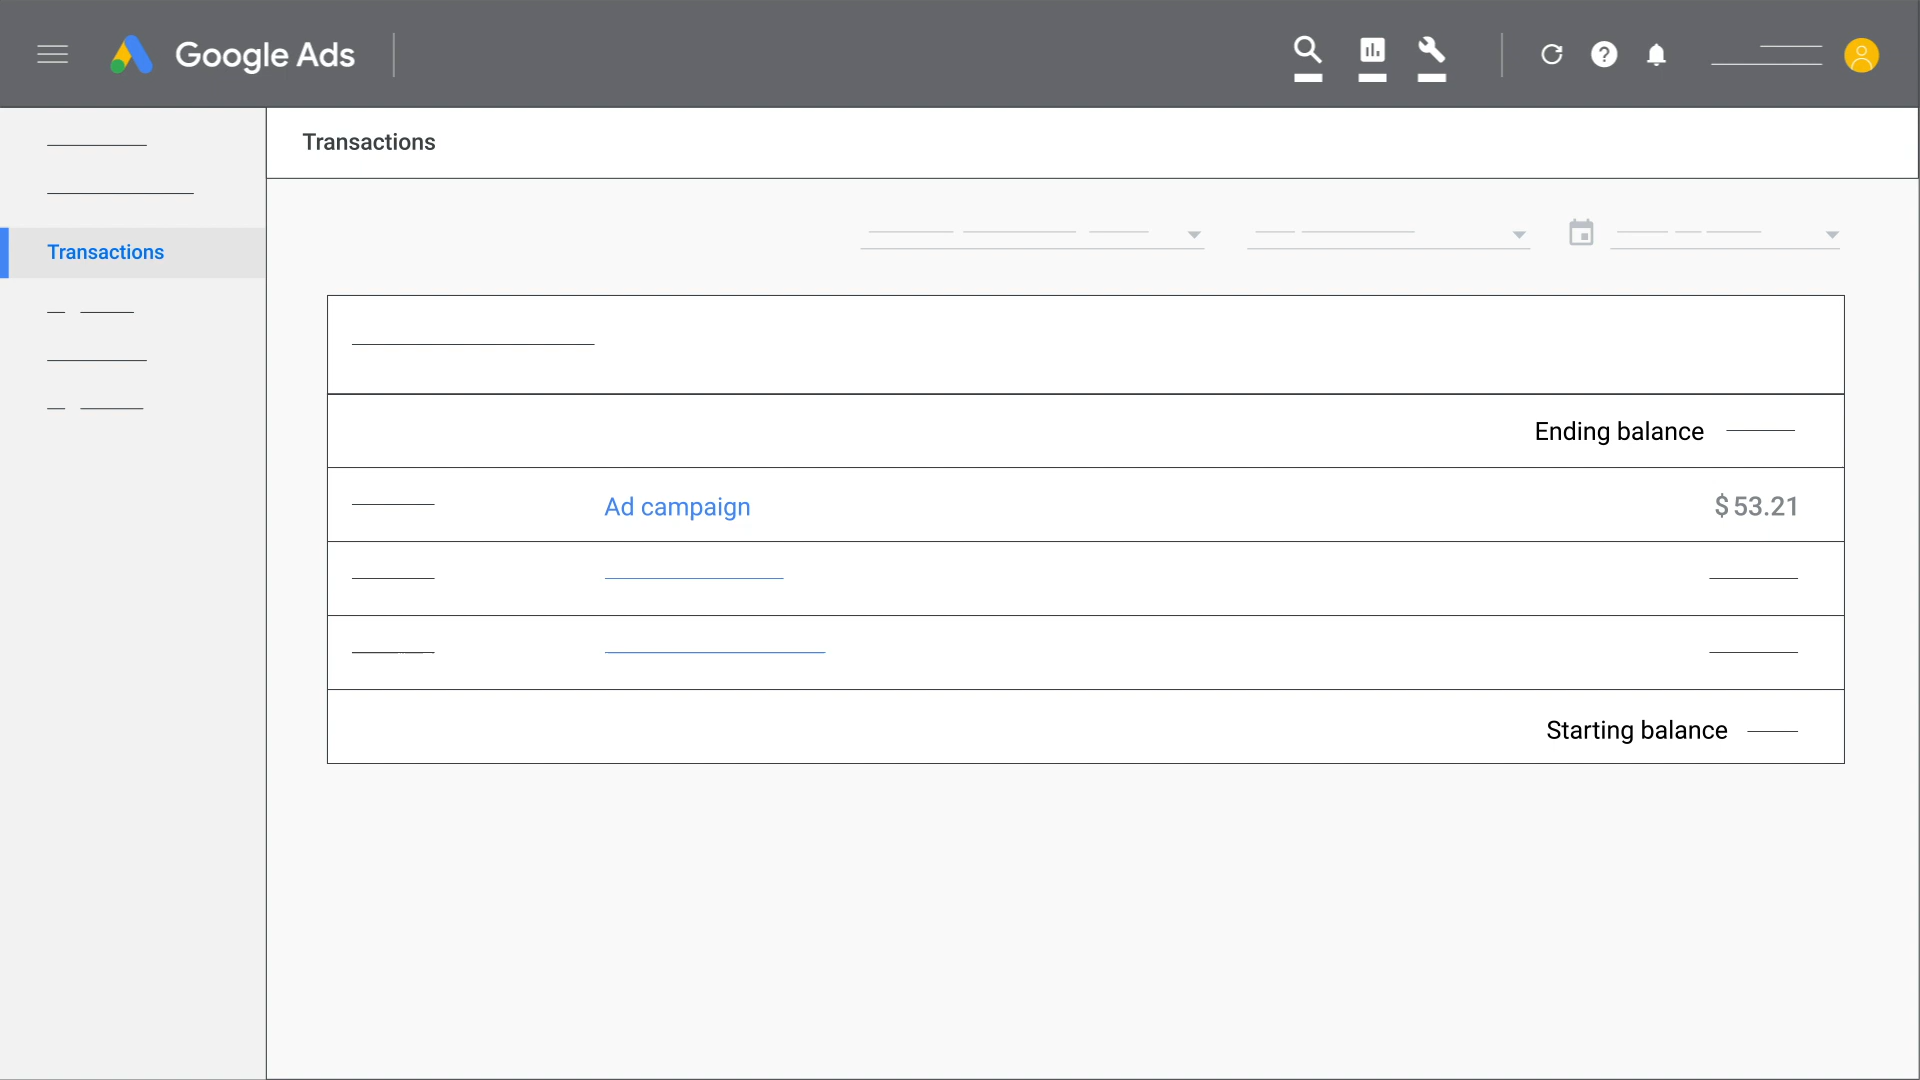 Google Ads
Transactions
Transactions
Ending balance
Ad campaign $53.21
Starting balance